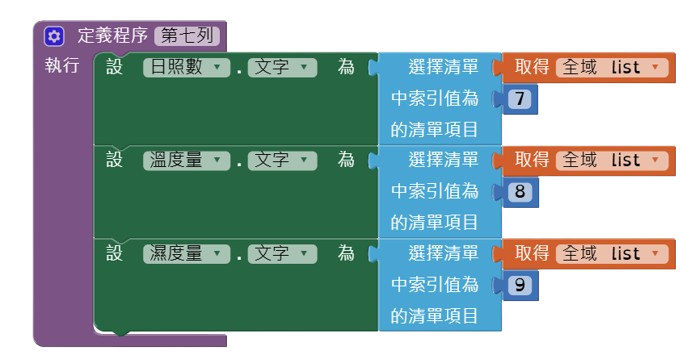 定義程序 第七列
執行 設 日照數 . 文字 為 選擇清單 取得 全域 list
中索引值為 7
的清單項目
設 溫度量 . 文字 為 選擇清單 取得 全域 list
中索引值為 8
的清單項目
設 濕度量 . 文字 為 選擇清單 取得 全域 list
中索引值為 9
的清單項目